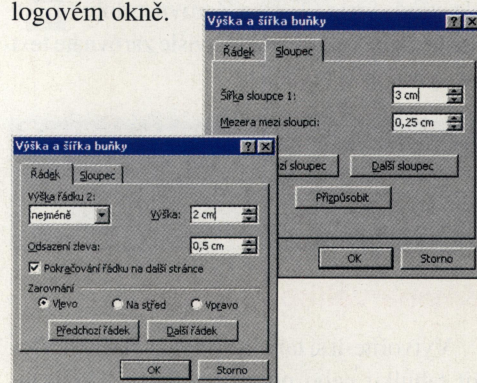 logovém okně.
Výška a šířka buňky
Řádek Sloupec
Šířka sloupce 1: 3 cm
Mezera mezi sloupci: 0,25 cm
zí sloupec Další sloupec
Přizpůsobit
OK Storno
Výška a šířka buňky
Řádek Sloupec
Výška řádku 2:
nejméně Výška: 2 cm
Odsazení zleva: 0,5 cm
Pokračování řádku na další stránce
Zarovnání
Vlevo Na střed Vpravo
Předchozí řádek Další řádek
OK Storno